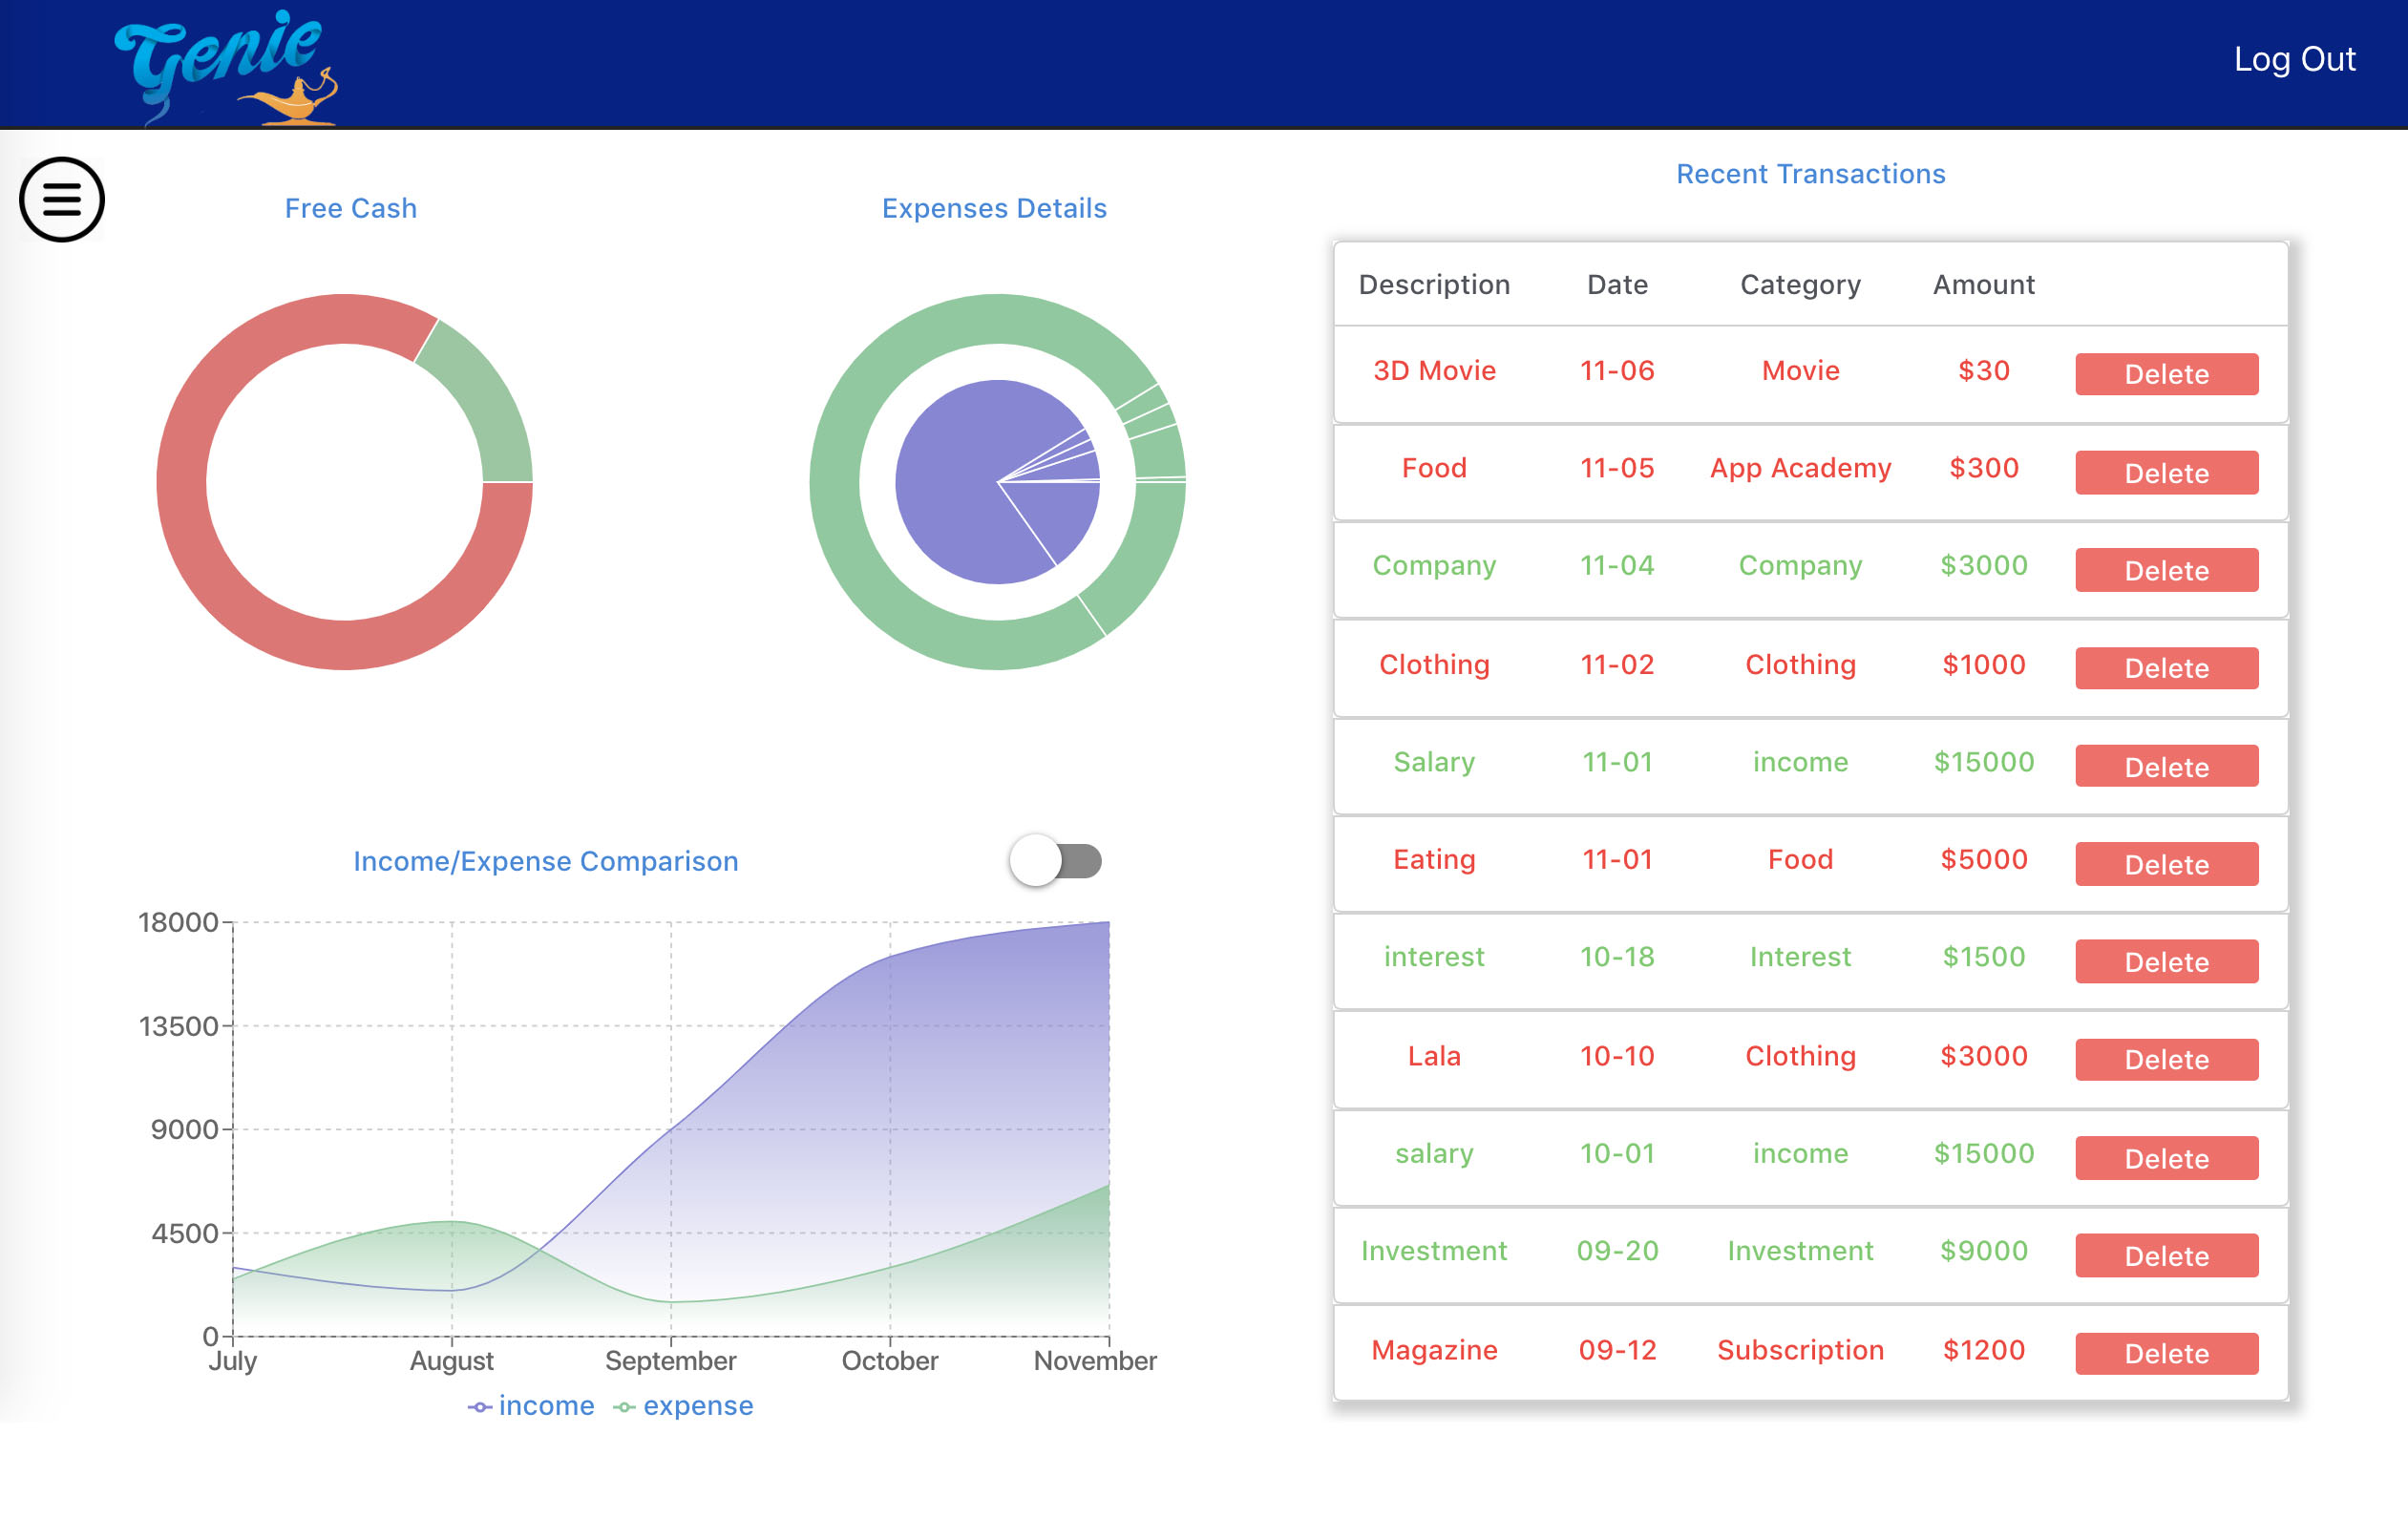 Genie
Log Out
Free Cash
Expenses Details
Income/Expense Comparison
18000
13500
9000
4500
0
July August September October November
income expense
Recent Transactions
Description Date Category Amount
3D Movie 11-06 Movie $30 Delete
Food 11-05 App Academy $300 Delete
Company 11-04 Company $3000 Delete
Clothing 11-02 Clothing $1000 Delete
Salary 11-01 income $15000 Delete
Eating 11-01 Food $5000 Delete
interest 10-18 Interest $1500 Delete
Lala 10-10 Clothing $3000 Delete
salary 10-01 income $15000 Delete
Investment 09-20 Investment $9000 Delete
Magazine 09-12 Subscription $1200 Delete